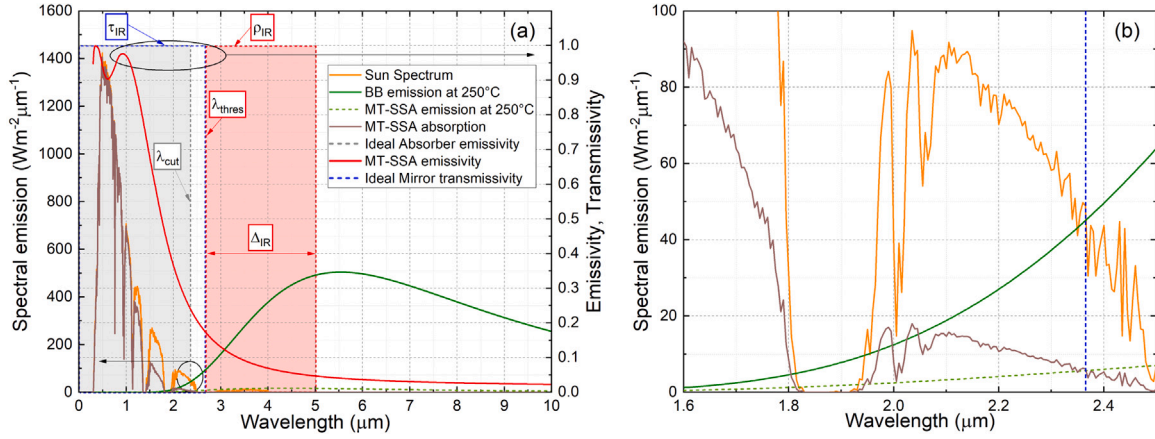 τIR
ρIR
(a)
λthres
λcut
ΔIR
Sun Spectrum
BB emission at 250°C
MT-SSA emission at 250°C
MT-SSA absorption
Ideal Absorber emissivity
MT-SSA emissivity
Ideal Mirror transmissivity
Spectral emission (Wm⁻²μm⁻¹)
1600
1400
1200
1000
800
600
400
200
0
0 1 2 3 4 5 6 7 8 9 10
Wavelength (μm)
1.0
0.9
0.8
0.7
0.6
0.5
0.4
0.3
0.2
0.1
0.0
Emissivity, Transmissivity
(b)
Spectral emission (Wm⁻²μm⁻¹)
100
80
60
40
20
0
1.6 1.8 2.0 2.2 2.4
Wavelength (μm)